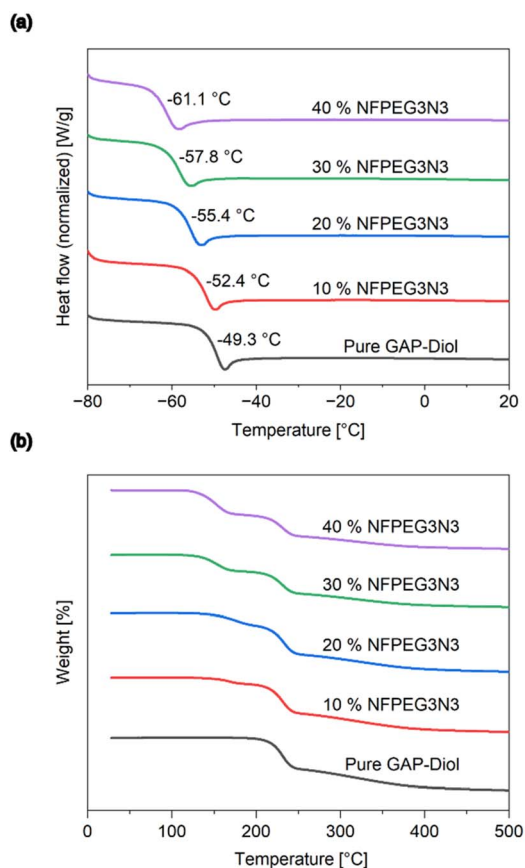 (a)
Heat flow (normalized) [W/g]
-61.1 °C
40 % NFPEG3N3
-57.8 °C
30 % NFPEG3N3
-55.4 °C
20 % NFPEG3N3
-52.4 °C
10 % NFPEG3N3
-49.3 °C
Pure GAP-Diol
−80 −60 −40 −20 0 20
Temperature [°C]
(b)
Weight [%]
40 % NFPEG3N3
30 % NFPEG3N3
20 % NFPEG3N3
10 % NFPEG3N3
Pure GAP-Diol
0 100 200 300 400 500
Temperature [°C]